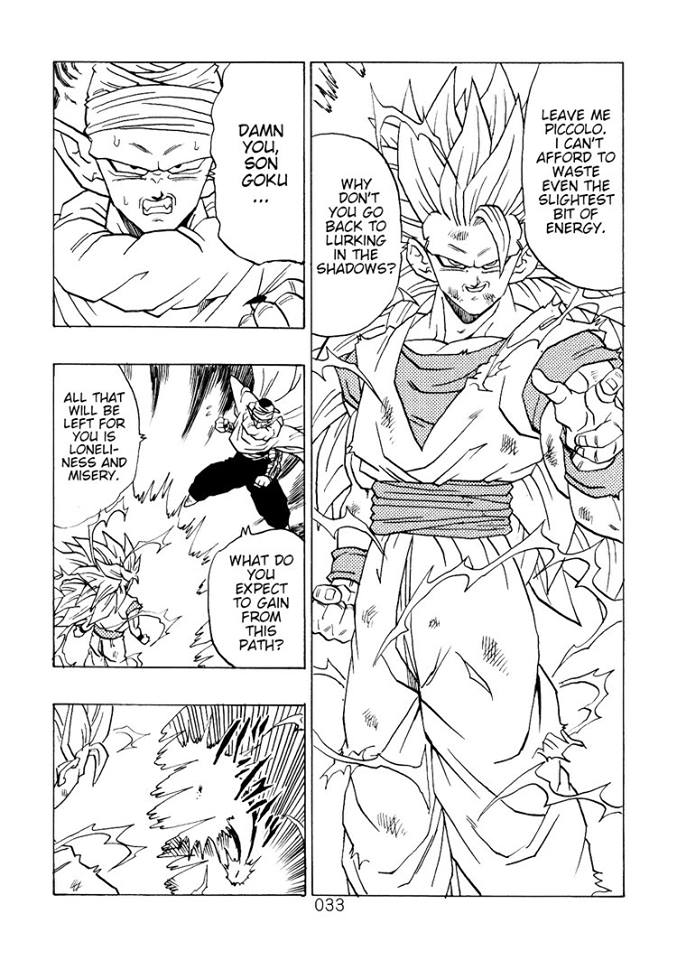 LEAVE ME
PICCOLO.
I CAN'T
AFFORD TO
WASTE
EVEN THE
SLIGHTEST
BIT OF
ENERGY.
WHY
DON'T
YOU GO
BACK TO
LURKING
IN THE
SHADOWS?
DAMN
YOU,
SON
GOKU
...
WHAT DO
YOU
EXPECT
TO GAIN
FROM
THIS
PATH?
ALL THAT
WILL BE
LEFT FOR
YOU IS
LONELI-
NESS AND
MISERY.
033